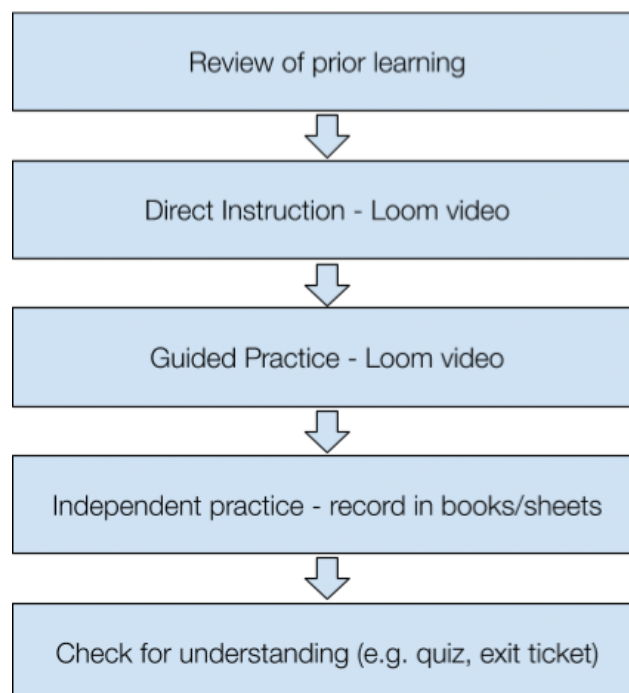 Review of prior learning
Direct Instruction - Loom video
Guided Practice - Loom video
Independent practice - record in books/sheets
Check for understanding (e.g. quiz, exit ticket)